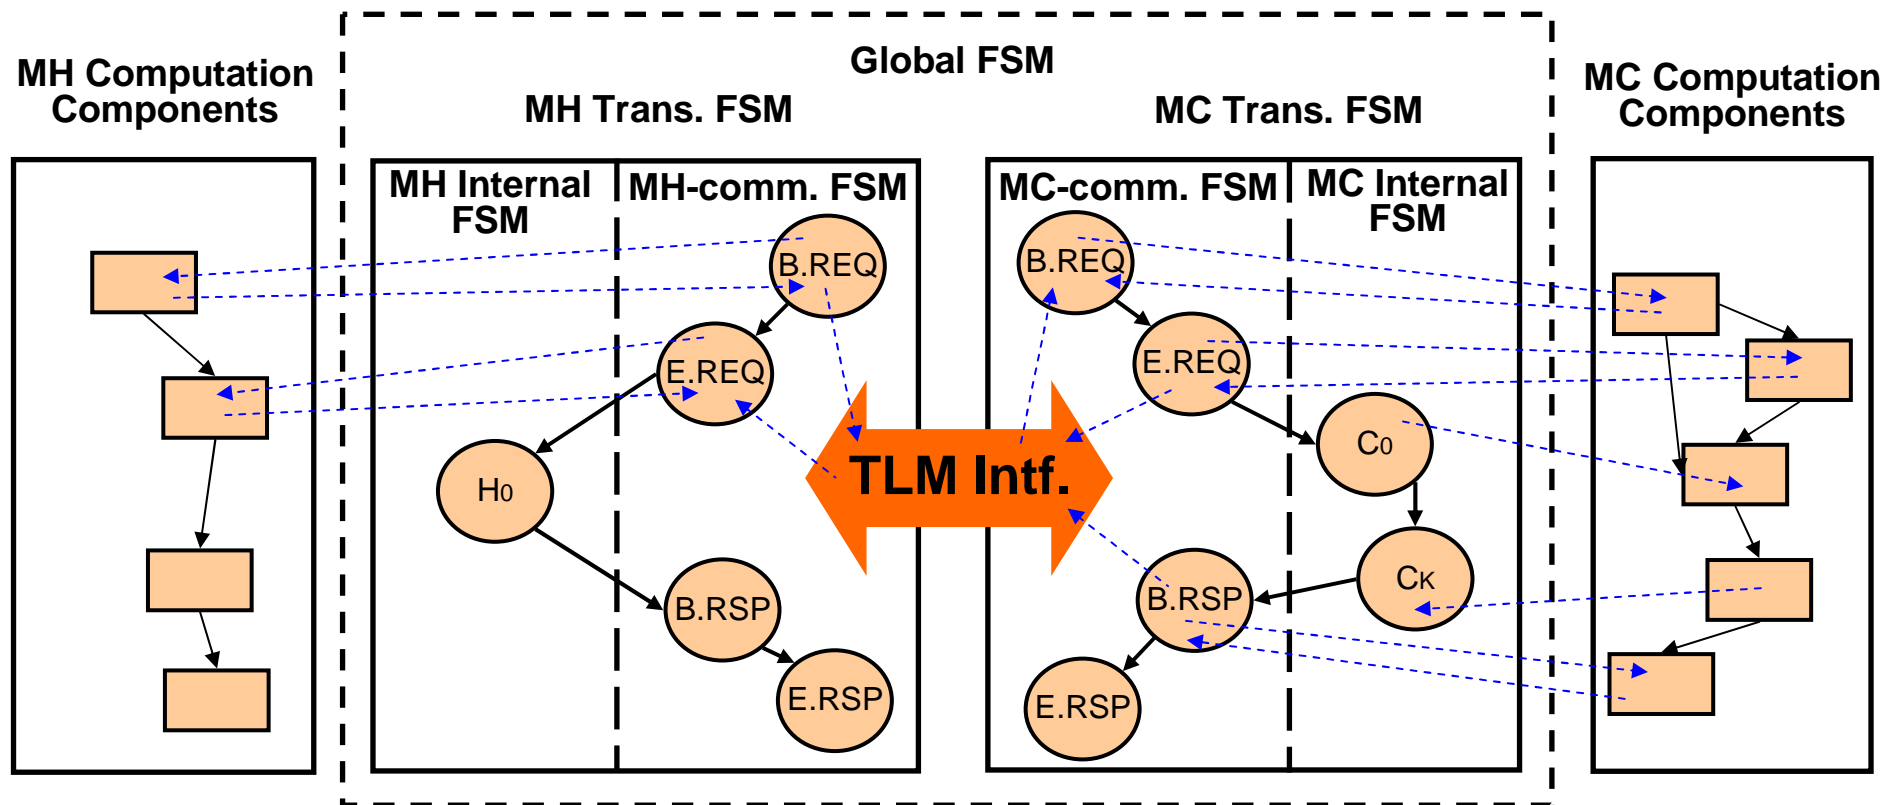 Global FSM
MH Computation
Components
MH Trans. FSM
MC Trans. FSM
MC Computation
Components
MH Internal
FSM
MH-comm. FSM
MC-comm. FSM
MC Internal
FSM
B.REQ
E.REQ
H0
B.RSP
E.RSP
TLM Intf.
B.REQ
E.REQ
C0
CK
B.RSP
E.RSP